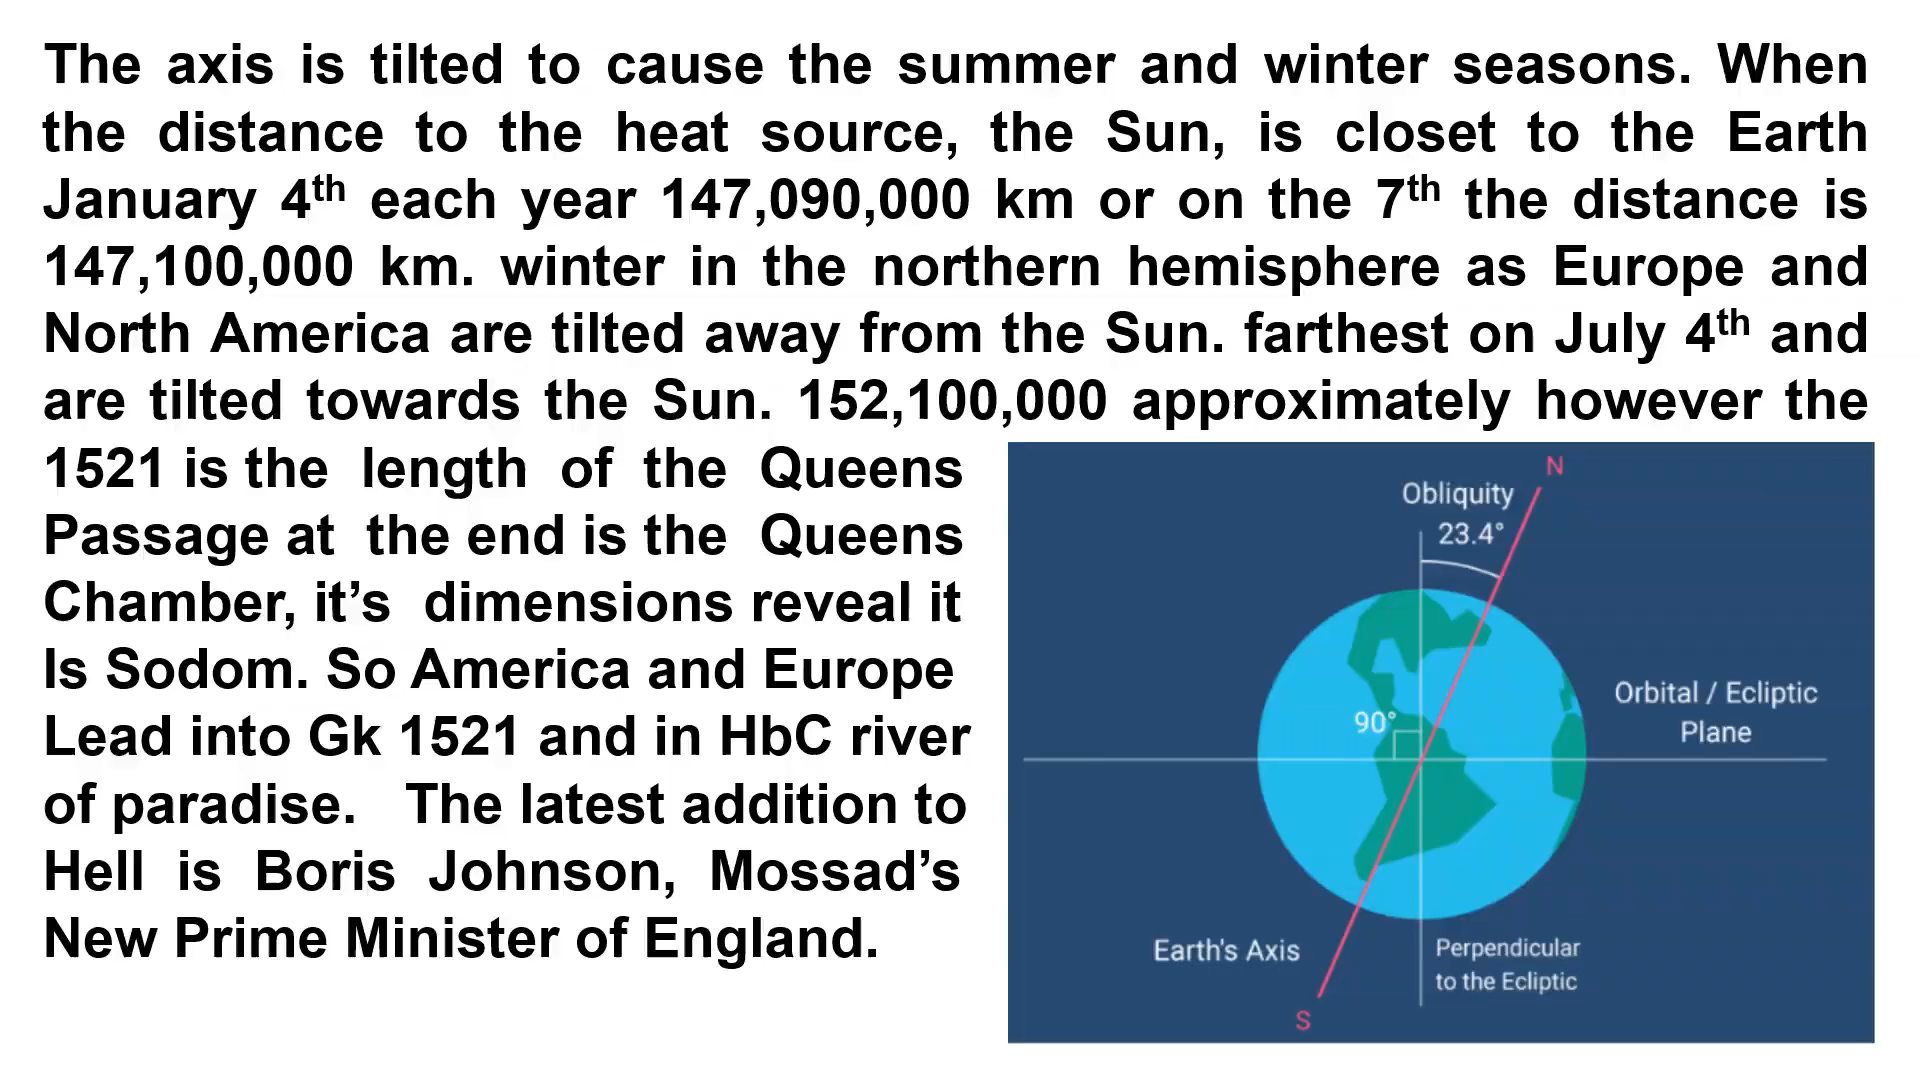 The axis is tilted to cause the summer and winter seasons. When
the distance to the heat source, the Sun, is closet to the Earth
January 4th each year 147,090,000 km or on the 7th the distance is
147,100,000 km. winter in the northern hemisphere as Europe and
North America are tilted away from the Sun. farthest on July 4th and
are tilted towards the Sun. 152,100,000 approximately however the
1521 is the length of the Queens
Passage at the end is the Queens
Chamber, it’s dimensions reveal it
Is Sodom. So America and Europe
Lead into Gk 1521 and in HbC river
of paradise. The latest addition to
Hell is Boris Johnson, Mossad’s
New Prime Minister of England.
N
Obliquity
23.4°
90°
Orbital / Ecliptic
Plane
Earth's Axis
Perpendicular
to the Ecliptic
S